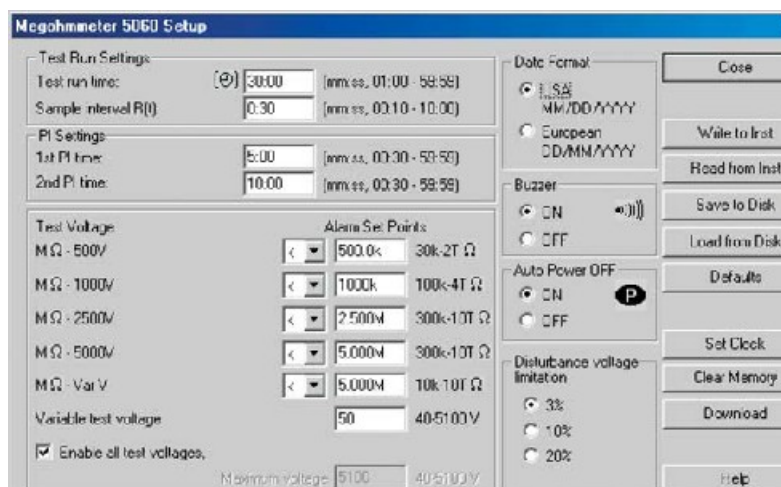 Megohmmeter 5060 Setup
Test Run Settings
Test run time: 30:00 (mm:ss, 01:00 - 59:59)
Sample interval R(t) 0:30 (mm:ss, 00:10 - 10:00)
PI Settings
1st PI time: 5:00 (mm:ss, 00:30 - 59:59)
2nd PI time: 10:00 (mm:ss, 00:30 - 59:59)
Test Voltage Alarm Set Points
MΩ - 500V < 500.0k 30k-2T Ω
MΩ - 1000V < 1000k 100k-4T Ω
MΩ - 2500V < 2.500M 300k-10T Ω
MΩ - 5000V < 5.000M 300k-10T Ω
MΩ - Var V < 5.000M 10k-10T Ω
Variable test voltage 50 40-5100 V
Enable all test voltages,
Maximum voltage 5100 40-5100 V
Date Format
USA
MM/DD/YYYY
European
DD/MM/YYYY
Buzzer
ON
OFF
Auto Power OFF
ON
P
OFF
Disturbance voltage
limitation
3%
10%
20%
Close
Write to Inst
Read from Inst
Save to Disk
Load from Disk
Defaults
Set Clock
Clear Memory
Download
Help